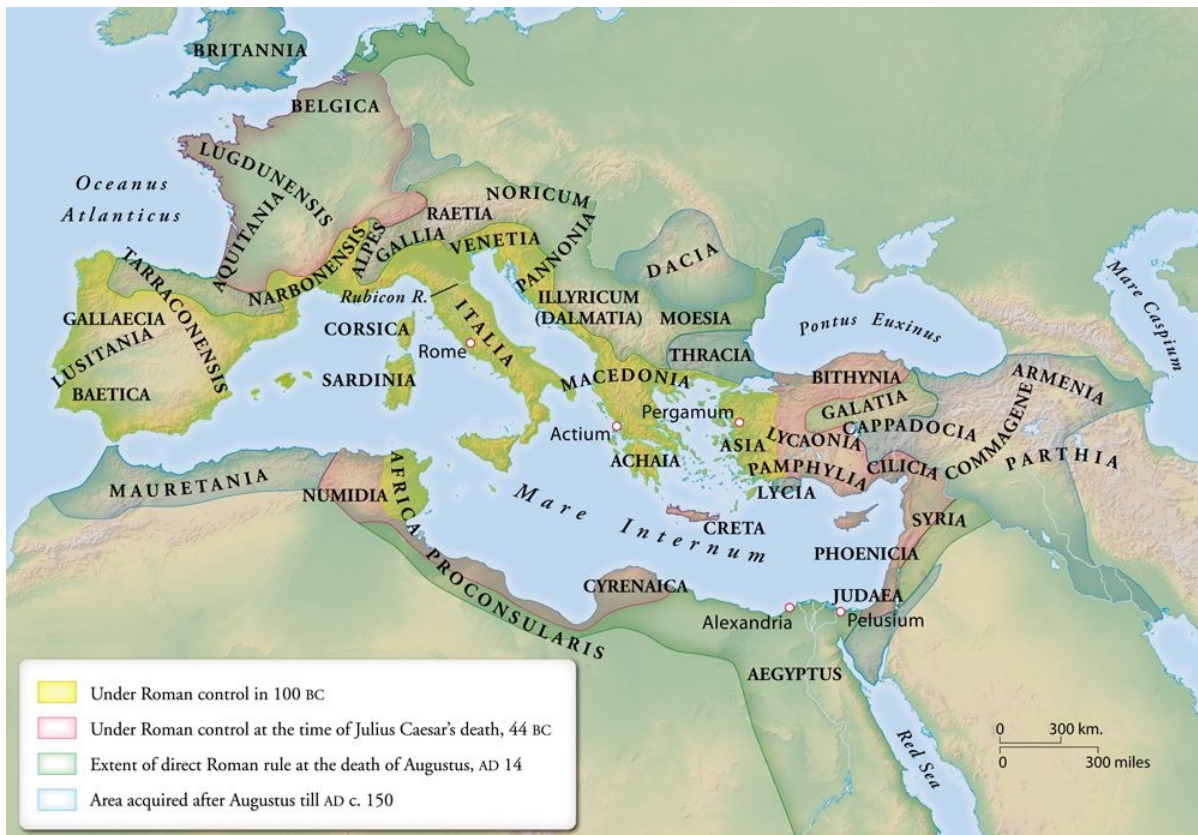 BRITANNIA
BELGICA
LUGDUNENSIS
Oceanus
Atlanticus
AQUITANIA
NARBONENSIS
ALPES
GALLIA
RAETIA
NORICUM
VENETIA
PANNONIA
DACIA
Mare Caspium
TARRACONENSIS
GALLAECIA
LUSITANIA
BAETICA
Rubicon R.
CORSICA
Rome
ITALIA
SARDINIA
ILLYRICUM
(DALMATIA)
MOESIA
THRACIA
Pontus Euxinus
MACEDONIA
BITHYNIA
GALATIA
ARMENIA
Pergamum
Actium
ASIA
LYCAONIA
CAPPADOCIA
COMMAGENE
PARTHIA
ACHAIA
PAMPHYLIA
CILICIA
LYCIA
MAURETANIA
NUMIDIA
AFRICA PROCONSULARIS
Mare Internum
CRETA
SYRIA
PHOENICIA
CYRENAICA
JUDAEA
Alexandria
Pelusium
AEGYPTUS
Red Sea
Under Roman control in 100 BC
Under Roman control at the time of Julius Caesar's death, 44 BC
Extent of direct Roman rule at the death of Augustus, AD 14
Area acquired after Augustus till AD c. 150
0 300 km.
0 300 miles